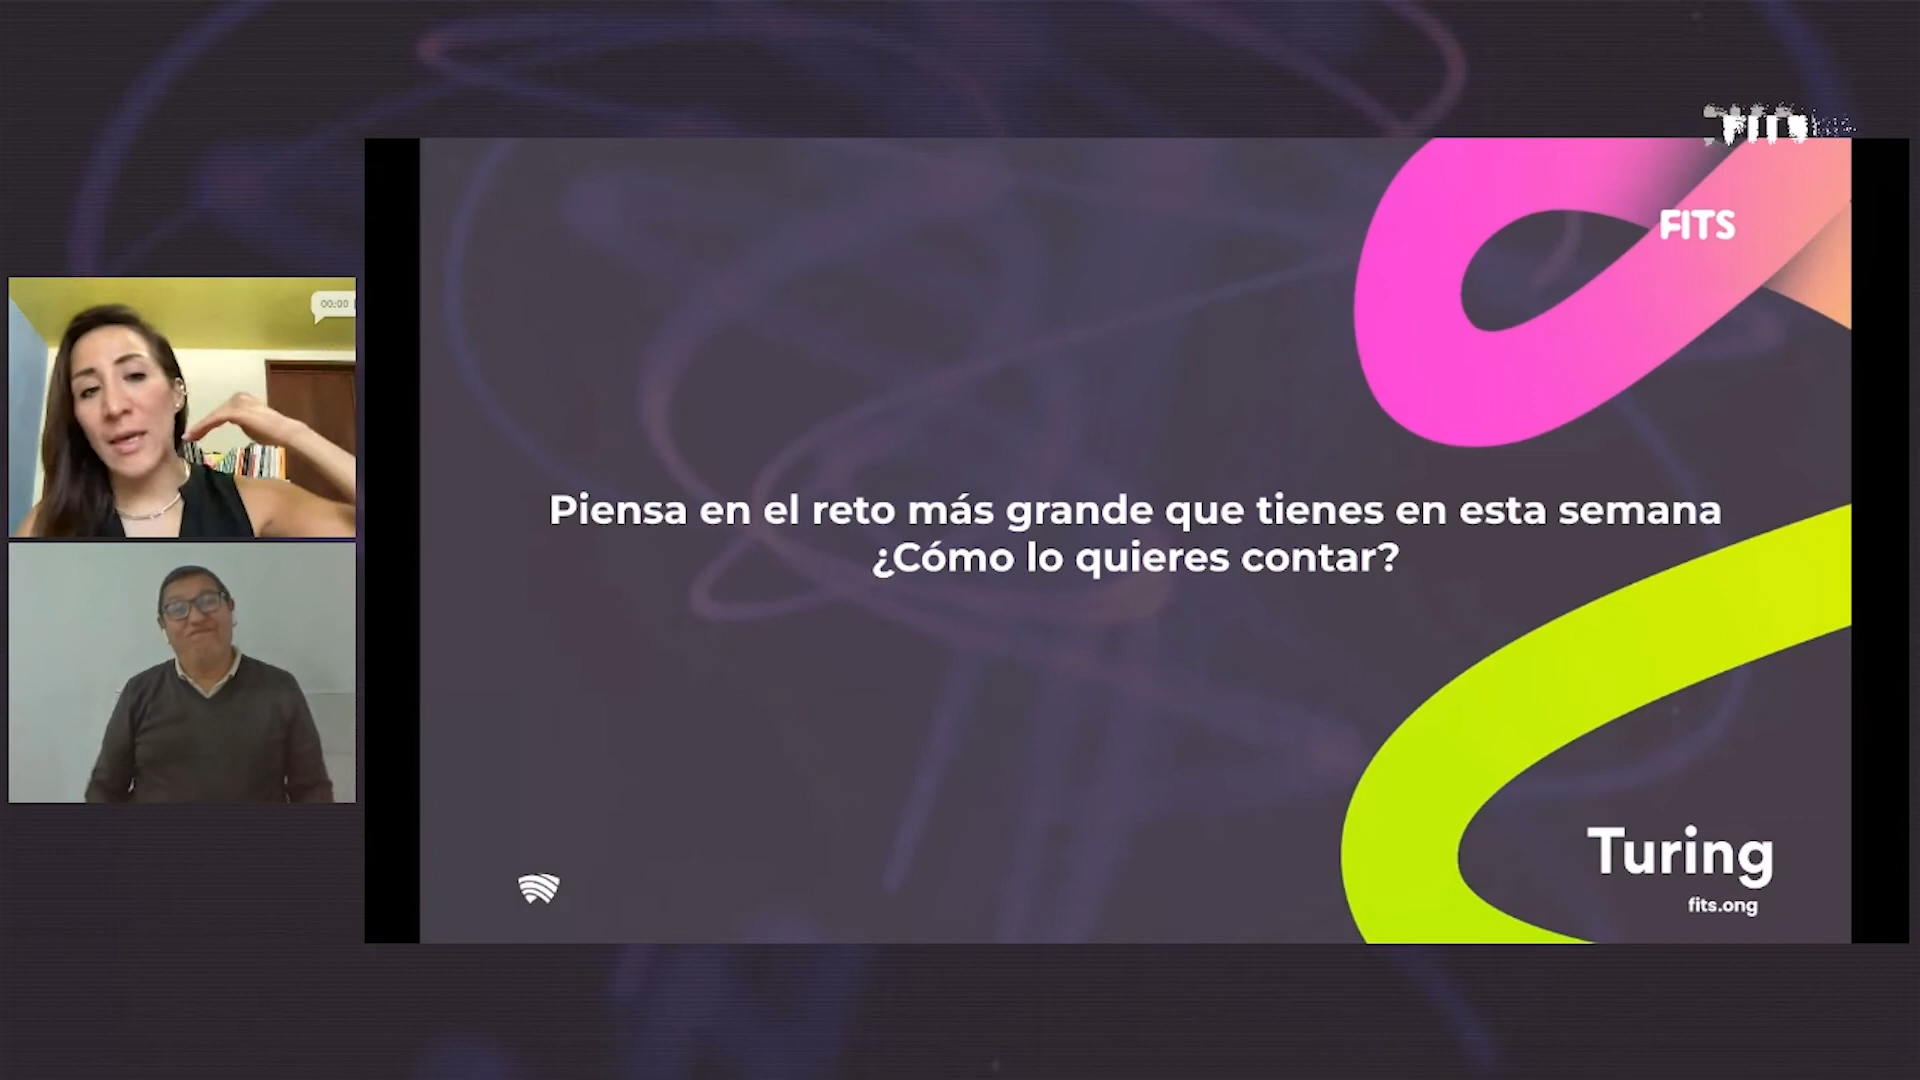 FITS
FITS
00:00
Piensa en el reto más grande que tienes en esta semana
¿Cómo lo quieres contar?
Turing
fits.ong